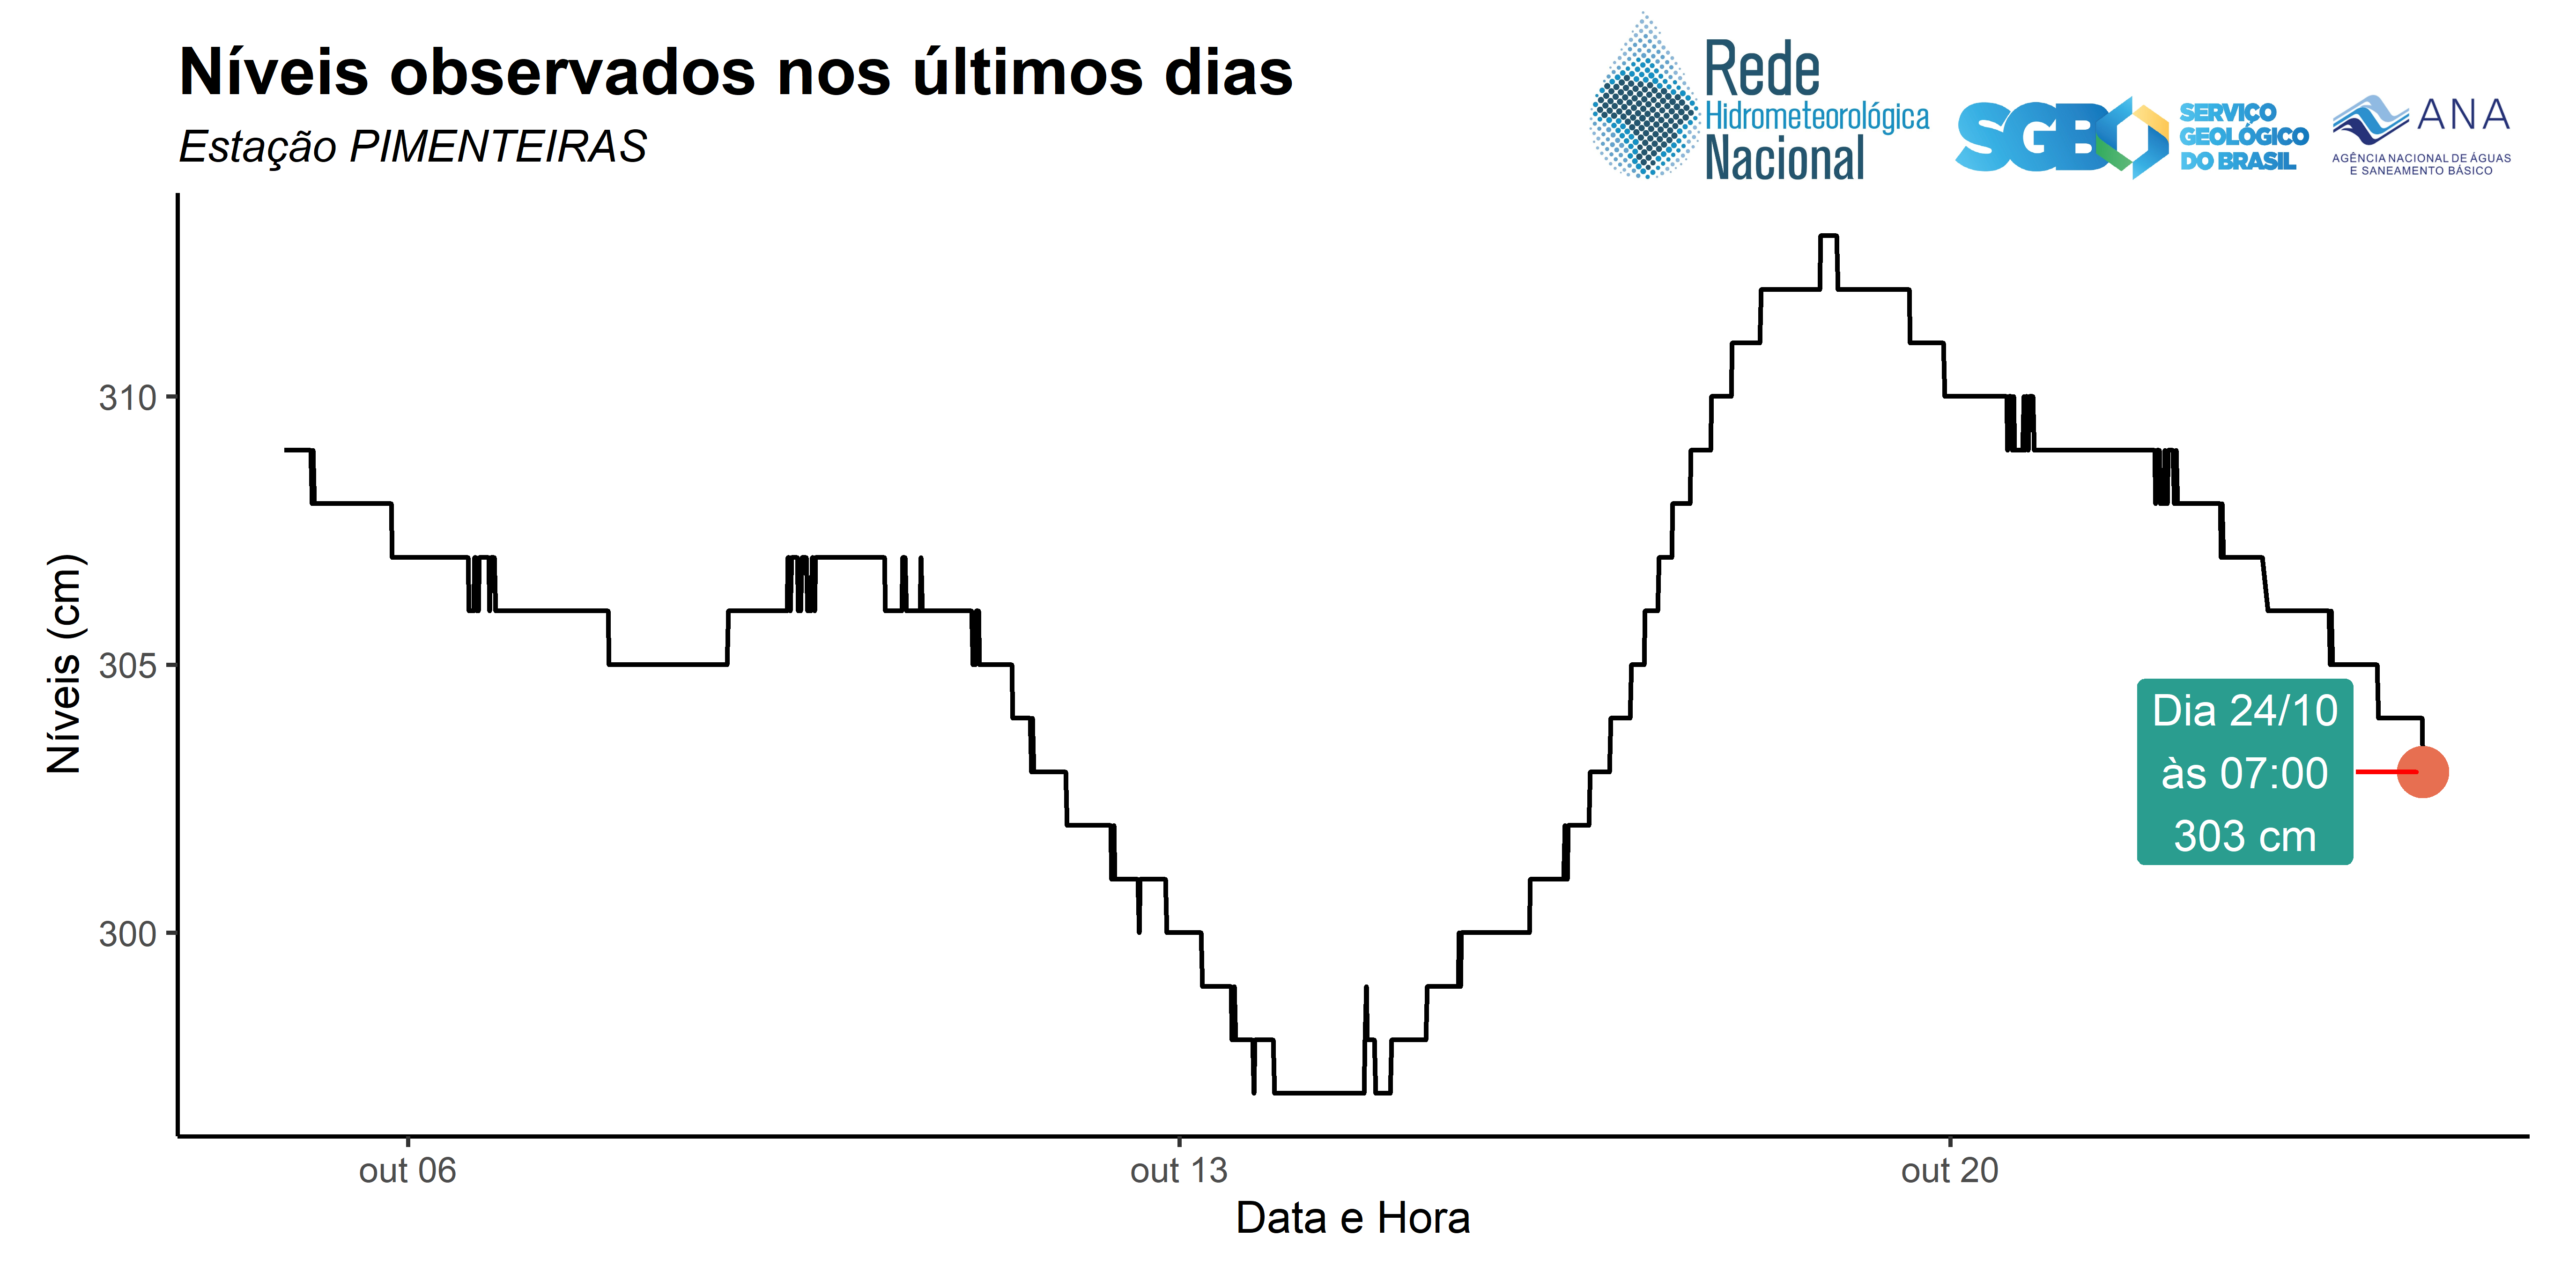 Níveis observados nos últimos dias
Estação PIMENTEIRAS
Rede
Hidrometeorológica
Nacional
SGB
SERVIÇO
GEOLÓGICO
DO BRASIL
ANA
AGÊNCIA NACIONAL DE ÁGUAS
E SANEAMENTO BÁSICO
Níveis (cm)
310
305
300
Dia 24/10
às 07:00
303 cm
out 06
out 13
out 20
Data e Hora